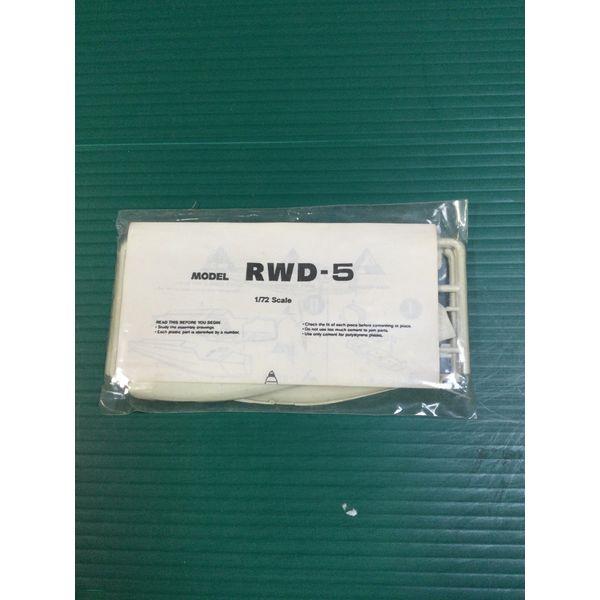 MODEL RWD-5
1/72 Scale
READ THIS BEFORE YOU BEGIN
• Study the assembly drawings.
• Each plastic part is identified by a number.
• Check the fit of each piece before cementing in place.
• Do not use too much cement to join parts.
• Use only cement for polystyrene plastic.